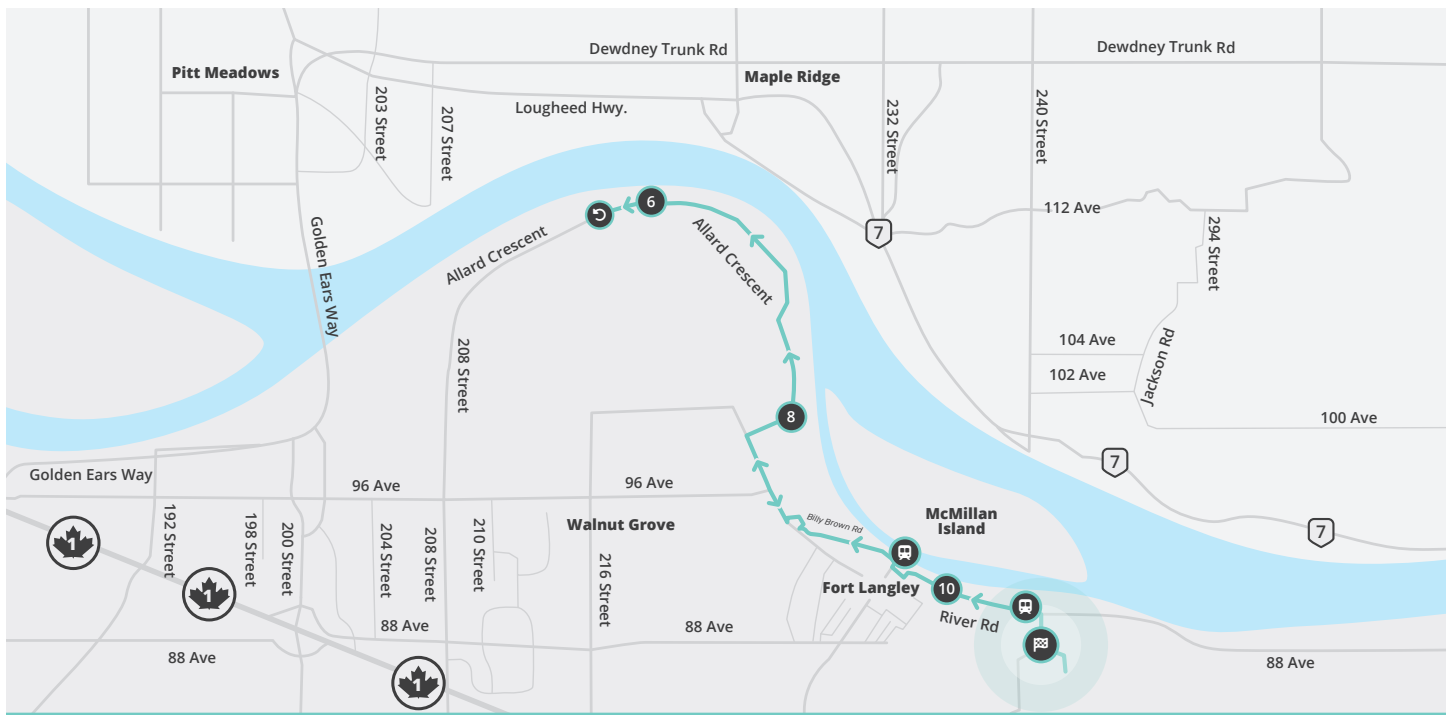 Dewdney Trunk Rd
Dewdney Trunk Rd
Pitt Meadows
Maple Ridge
Lougheed Hwy.
203 Street
207 Street
232 Street
240 Street
6
112 Ave
Allard Crescent
Allard Crescent
Golden Ears Way
7
294 Street
104 Ave
102 Ave
Jackson Rd
208 Street
8
100 Ave
Golden Ears Way
96 Ave
96 Ave
7
192 Street
198 Street
200 Street
204 Street
208 Street
210 Street
Walnut Grove
216 Street
Billy Brown Rd
McMillan
Island
7
1
1
Fort Langley
10
River Rd
88 Ave
88 Ave
88 Ave
88 Ave
1